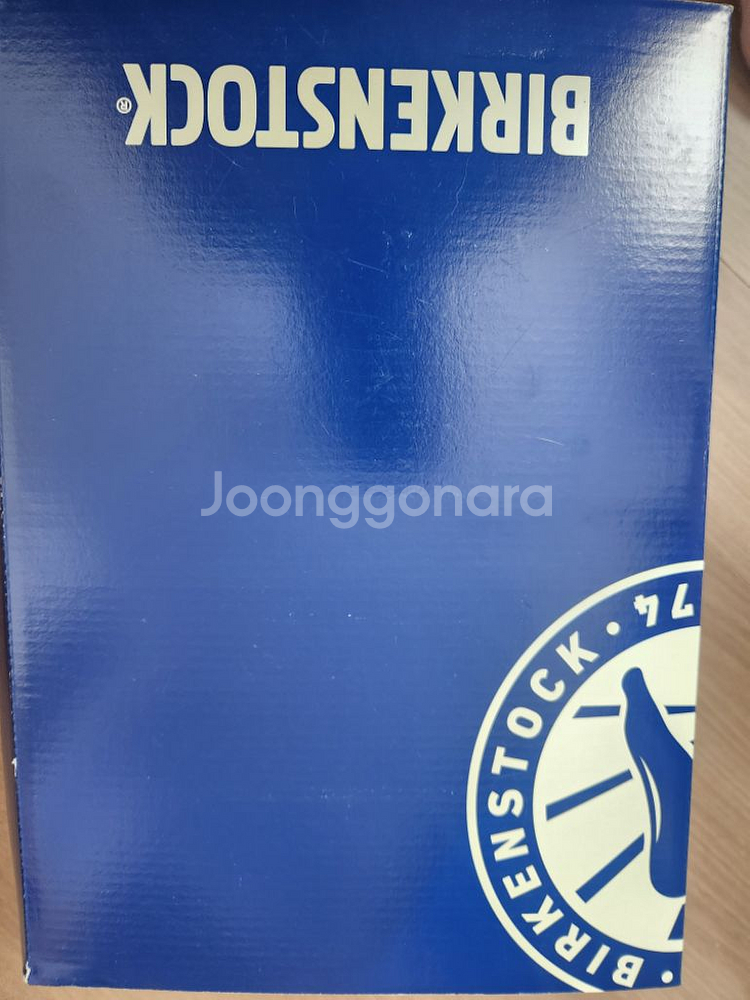 BIRKENSTOCK®
Joonggonara
• BIRKENSTOCK • 74